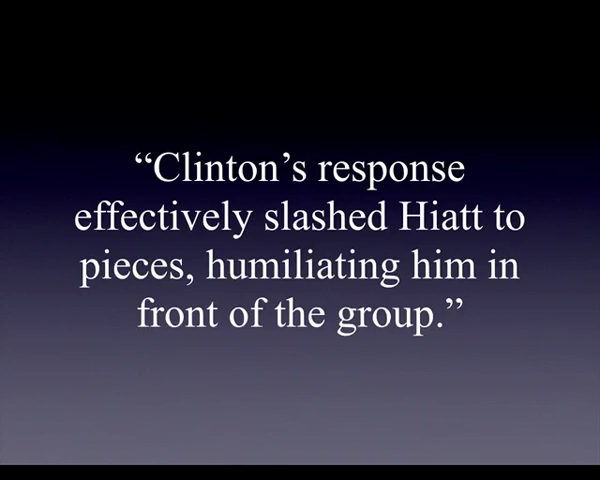 “Clinton’s response
effectively slashed Hiatt to
pieces, humiliating him in
front of the group.”